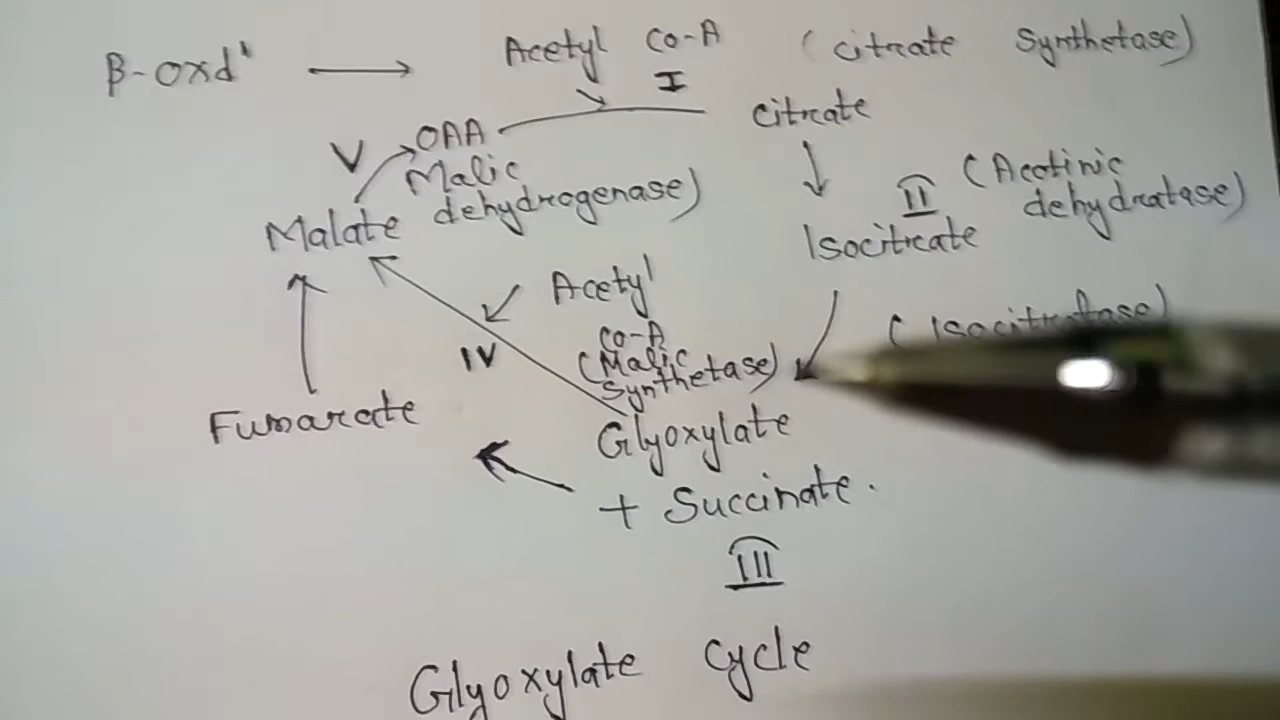 β-oxdⁿ → Acetyl Co-A (Citrate Synthetase)
I
OAA
Citrate
V
Malic
dehydrogenase)
Malate
II (Acotinic
dehydratase)
Isocitrate
Acetyl
Co-A
(Malic
Synthetase)
IV
(Isocitratase)
Fumarate
Glyoxylate
+ Succinate.
III
Glyoxylate Cycle